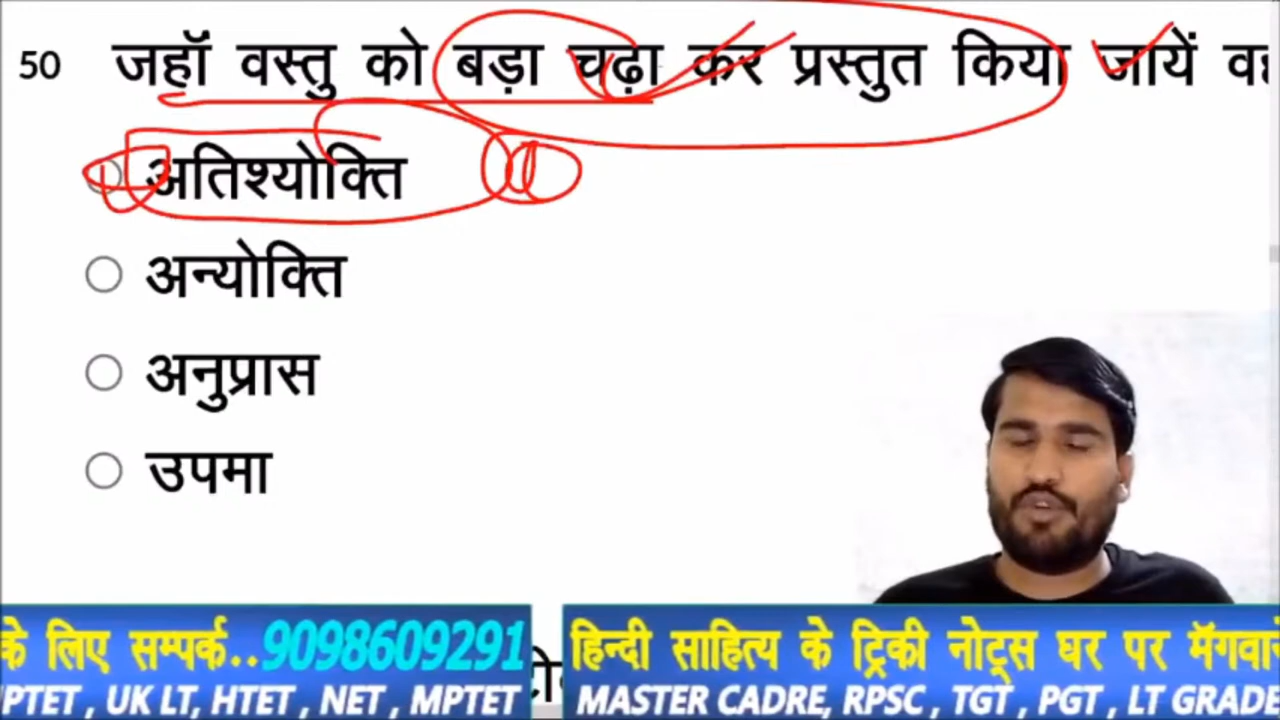 50 जहाॅं वस्तु को बड़ा चढ़ा कर प्रस्तुत किया जायें
अतिश्योक्ति
अन्योक्ति
अनुप्रास
उपमा
के लिए सम्पर्क..9098609291
हिन्दी साहित्य के ट्रिकी नोट्स घर पर मॅगवाने
PTET , UK LT, HTET , NET , MPTET
MASTER CADRE, RPSC , TGT , PGT , LT GRADE